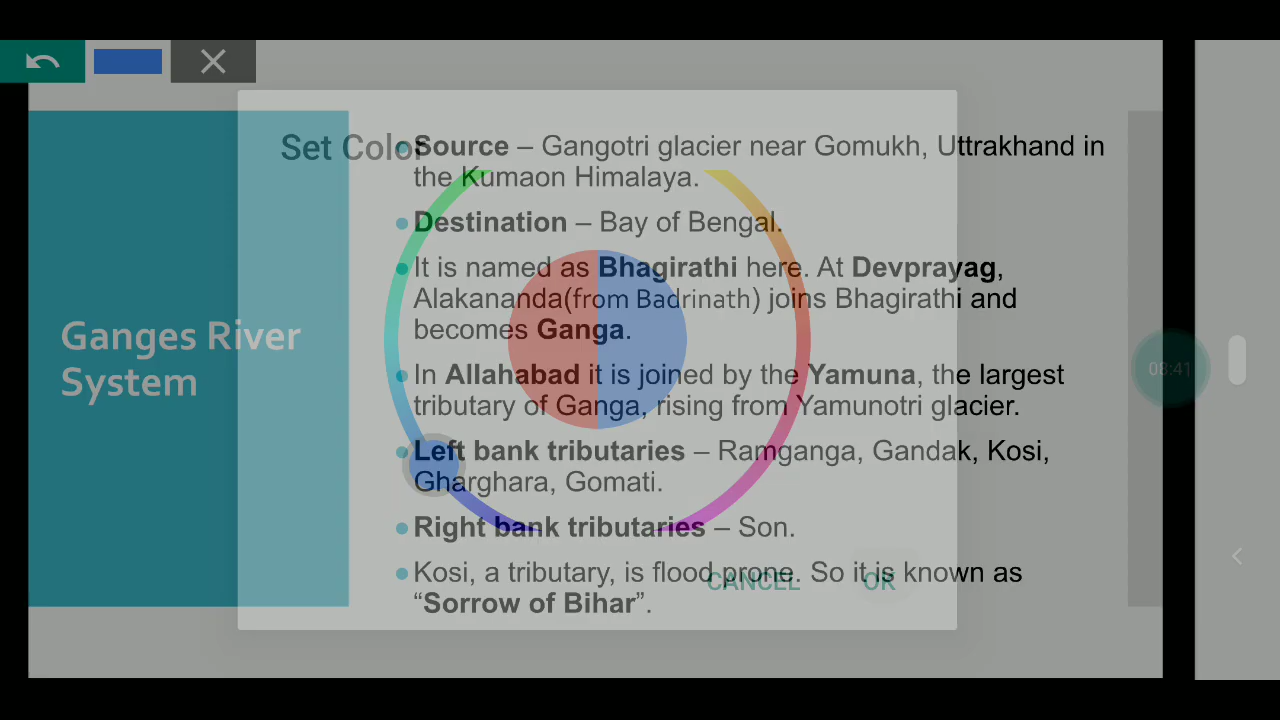 Set Color
Ganges River
System
Source – Gangotri glacier near Gomukh, Uttrakhand in
the Kumaon Himalaya.
Destination – Bay of Bengal.
It is named as Bhagirathi here. At Devprayag,
Alakananda(from Badrinath) joins Bhagirathi and
becomes Ganga.
In Allahabad it is joined by the Yamuna, the largest
tributary of Ganga, rising from Yamunotri glacier.
Left bank tributaries – Ramganga, Gandak, Kosi,
Gharghara, Gomati.
Right bank tributaries – Son.
Kosi, a tributary, is flood prone. So it is known as
“Sorrow of Bihar”.
CANCEL OK
08:41